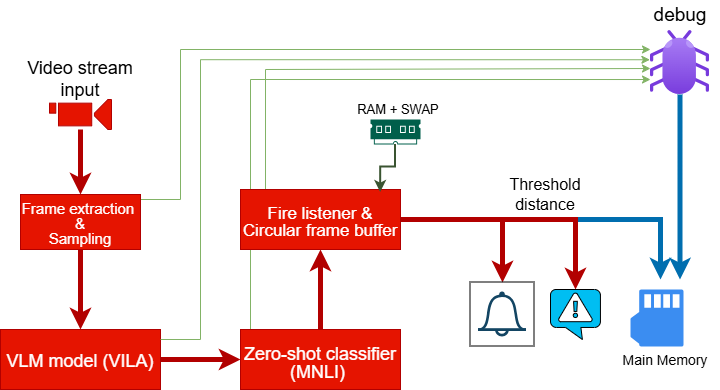 debug
Video stream
input
RAM + SWAP
Frame extraction
&
Sampling
Fire listener &
Circular frame buffer
Threshold
distance
VLM model (VILA)
Zero-shot classifier
(MNLI)
Main Memory